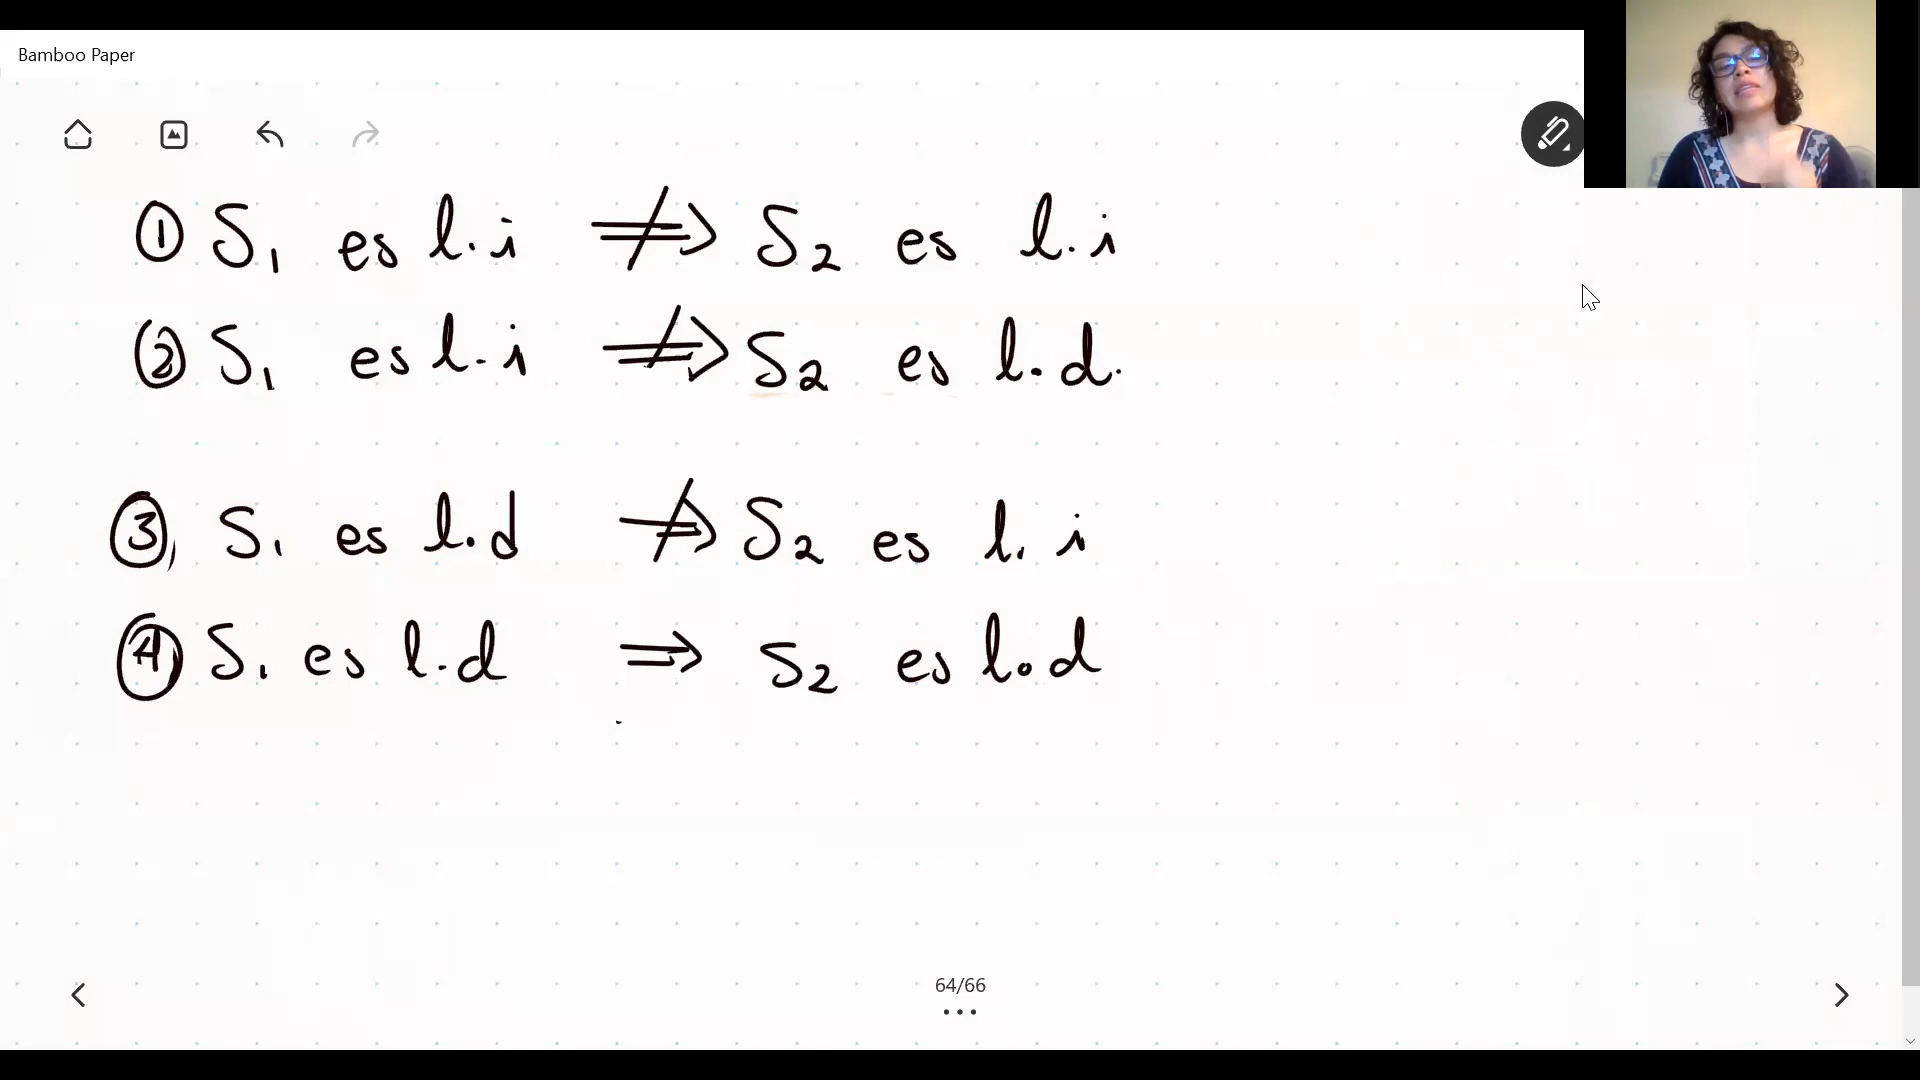 Bamboo Paper
① S₁ es l.i ⇏ S₂ es l.i
② S₁ es l.i ⇏ S₂ es l.d.
③, S₁ es l.d ⇏ S₂ es l.i
④ S₁ es l.d ⇒ S₂ es l.d
64/66